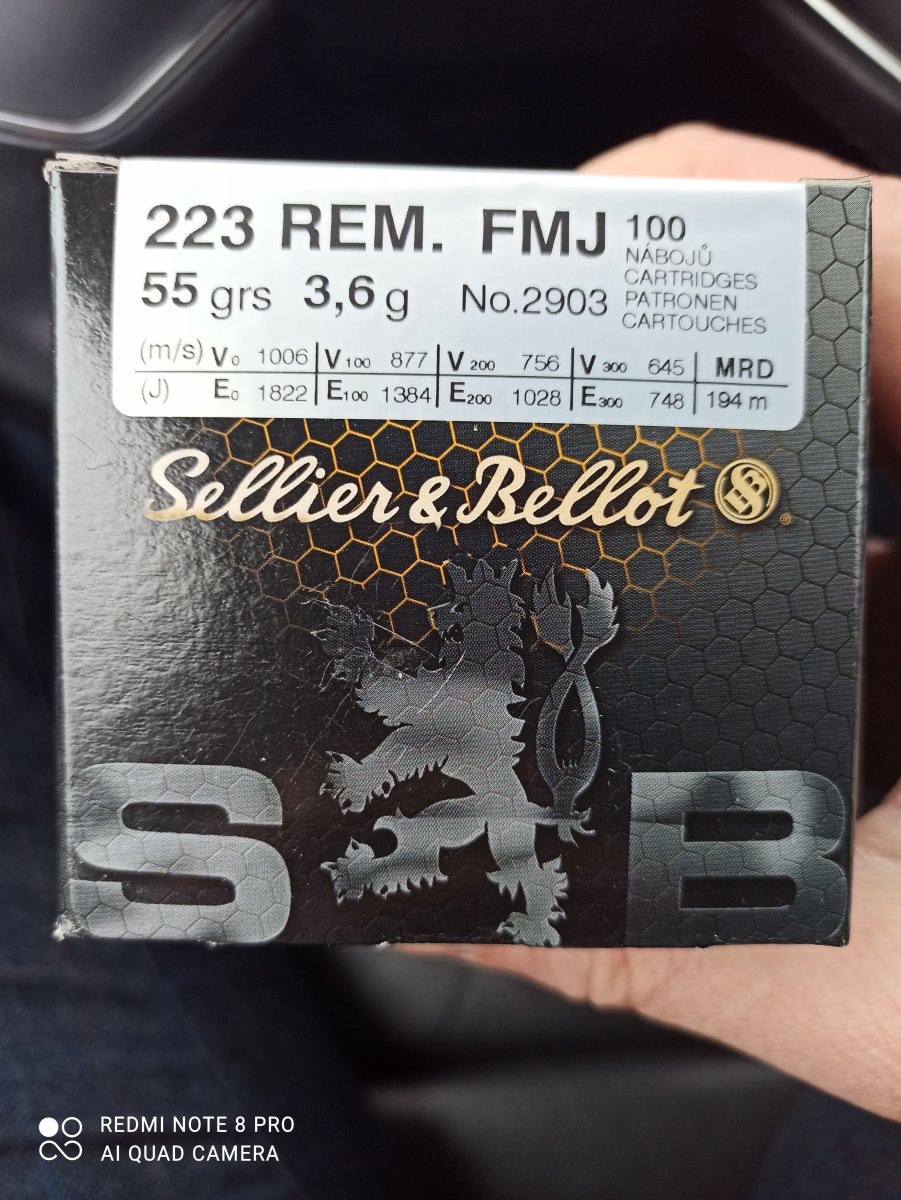 223 REM. FMJ 100
NÁBOJŮ
CARTRIDGES
55 grs 3,6 g No.2903 PATRONEN
CARTOUCHES
(m/s) V₀ 1006 | V₁₀₀ 877 | V₂₀₀ 756 | V₃₀₀ 645 | MRD
(J) E₀ 1822 | E₁₀₀ 1384 | E₂₀₀ 1028 | E₃₀₀ 748 | 194 m
Sellier & Bellot SB ®
S B
REDMI NOTE 8 PRO
AI QUAD CAMERA